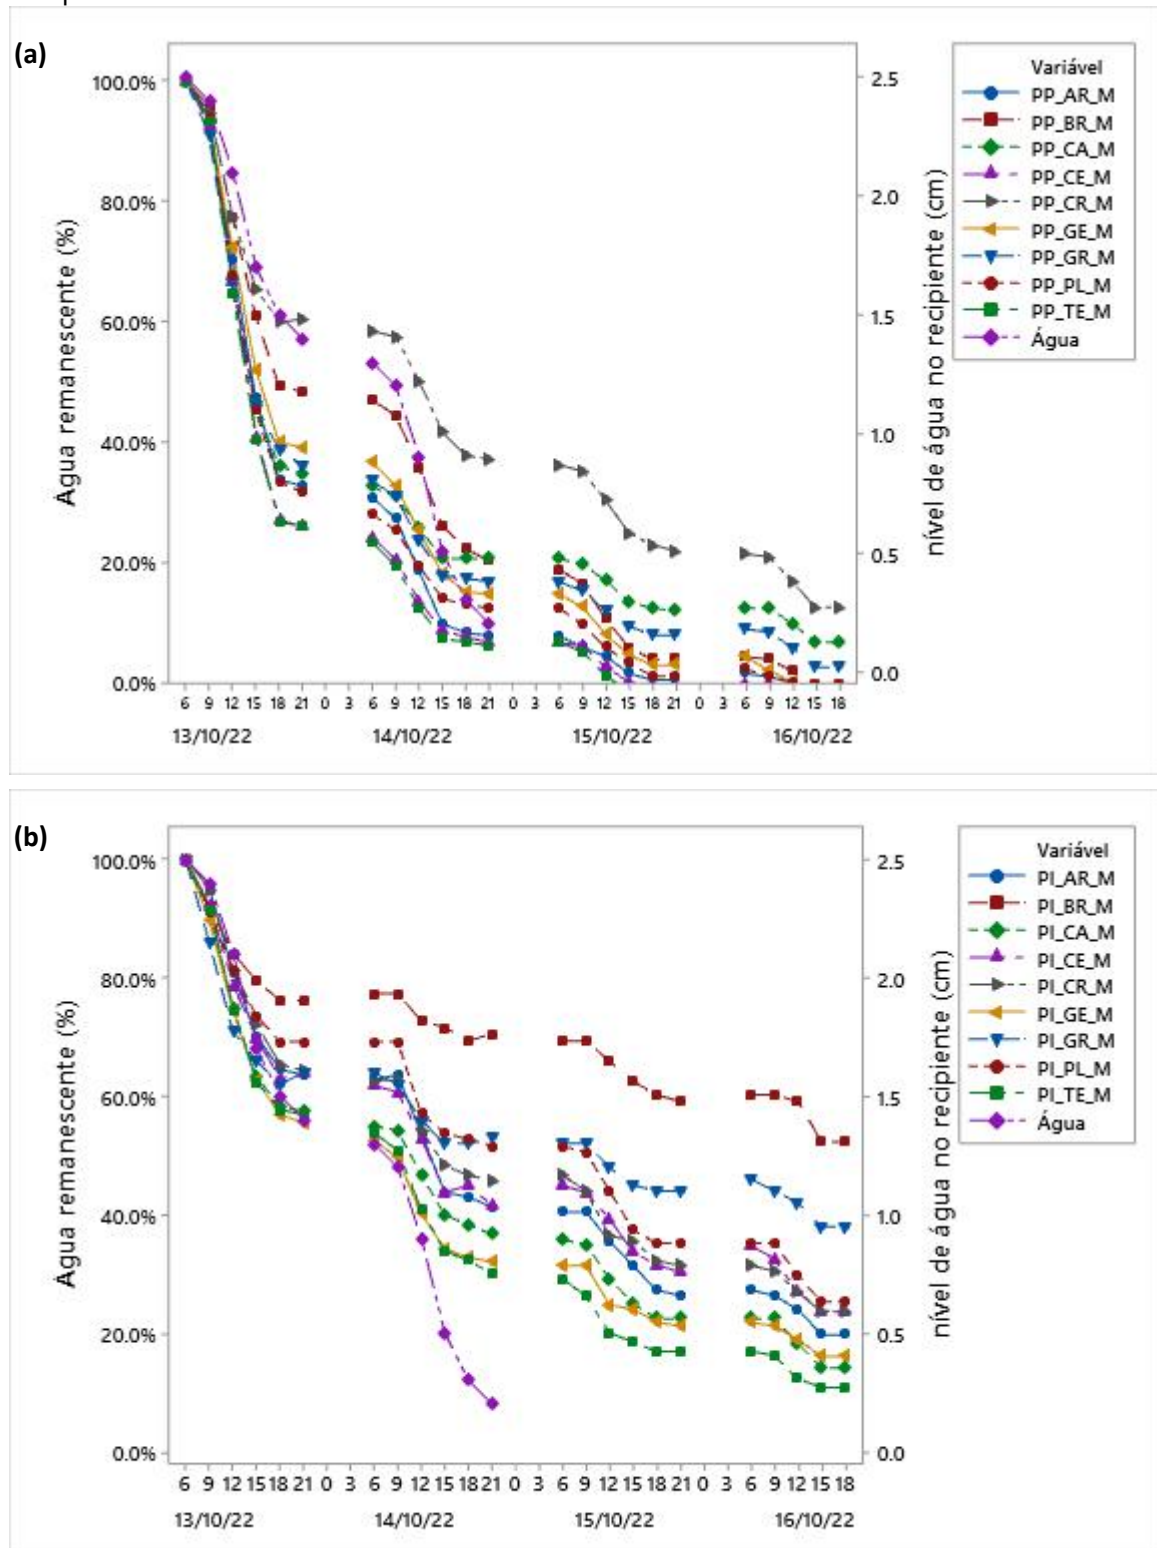 (a)
100.0%
80.0%
60.0%
40.0%
20.0%
0.0%
Água remanescente (%)
2.5
2.0
1.5
1.0
0.5
0.0
nível de água no recipiente (cm)
6 9 12 15 18 21 0 3 6 9 12 15 18 21 0 3 6 9 12 15 18 21 0 3 6 9 12 15 18
13/10/22 14/10/22 15/10/22 16/10/22
Variável
PP_AR_M
PP_BR_M
PP_CA_M
PP_CE_M
PP_CR_M
PP_GE_M
PP_GR_M
PP_PL_M
PP_TE_M
Água
(b)
100.0%
80.0%
60.0%
40.0%
20.0%
0.0%
Água remanescente (%)
2.5
2.0
1.5
1.0
0.5
0.0
nível de água no recipiente (cm)
6 9 12 15 18 21 0 3 6 9 12 15 18 21 0 3 6 9 12 15 18 21 0 3 6 9 12 15 18
13/10/22 14/10/22 15/10/22 16/10/22
Variável
PI_AR_M
PI_BR_M
PI_CA_M
PI_CE_M
PI_CR_M
PI_GE_M
PI_GR_M
PI_PL_M
PI_TE_M
Água